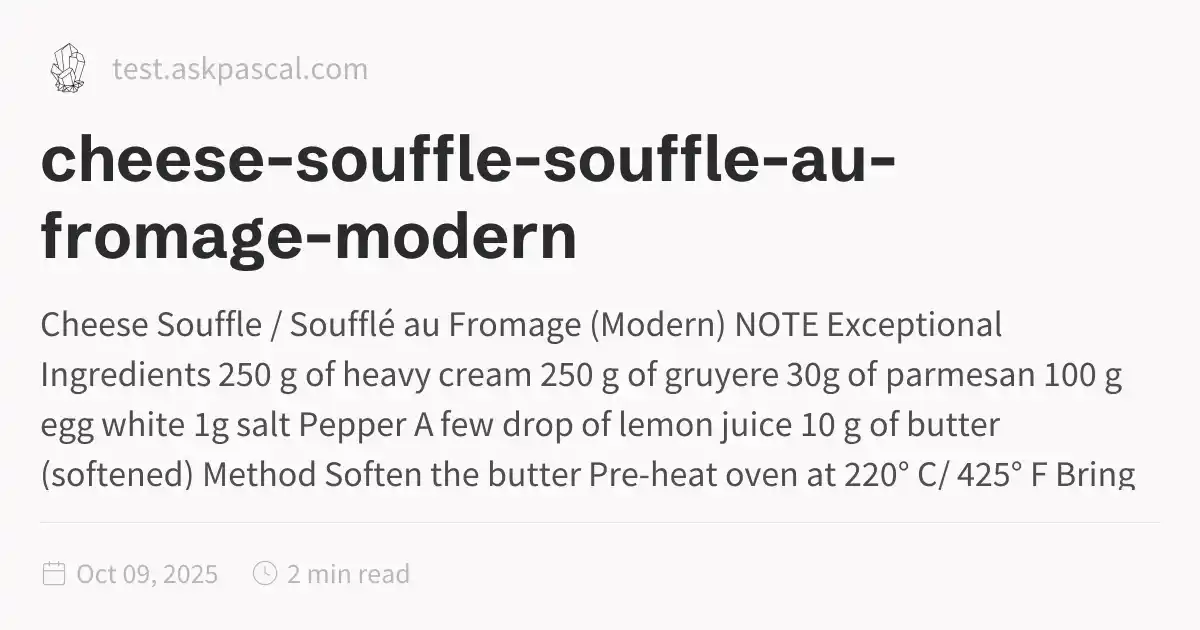 test.askpascal.com
cheese-souffle-souffle-au-
fromage-modern
Cheese Souffle / Soufflé au Fromage (Modern) NOTE Exceptional
Ingredients 250 g of heavy cream 250 g of gruyere 30g of parmesan 100 g
egg white 1g salt Pepper A few drop of lemon juice 10 g of butter
(softened) Method Soften the butter Pre-heat oven at 220° C/ 425° F Bring
Oct 09, 2025
2 min read